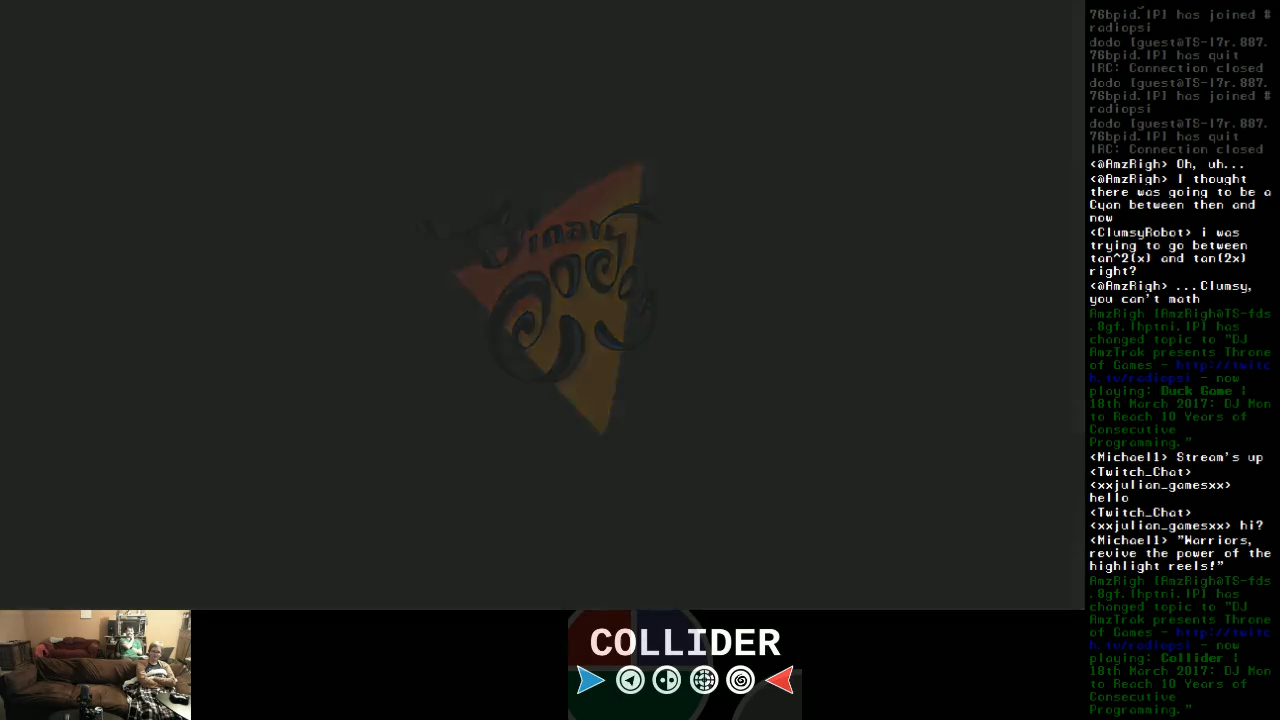 Binary
COLLIDER
76bpid.IP] has joined #
radiopsi
dodo [guest@TS-l7r.887.
76bpid.IP] has quit
IRC: Connection closed
dodo [guest@TS-l7r.887.
76bpid.IP] has joined #
radiopsi
dodo [guest@TS-l7r.887.
76bpid.IP] has quit
IRC: Connection closed
<@AmzRigh> Oh, uh...
<@AmzRigh> I thought
there was going to be a
Cyan between then and
now
<ClumsyRobot> i was
trying to go between
tan^2(x) and tan(2x)
right?
<@AmzRigh> ...Clumsy,
you can't math
AmzRigh [AmzRigh@TS-fds
.8gf.lhptni.IP] has
changed topic to "DJ
AmzTrak presents Throne
of Games - http://twitc
h.tv/radiopsi - now
playing: Duck Game |
18th March 2017: DJ Mon
to Reach 10 Years of
Consecutive
Programming."
<Michael1> Stream's up
<Twitch_Chat>
<xxjulian_gamesxx>
hello
<Twitch_Chat>
<xxjulian_gamesxx> hi?
<Michael1> "Warriors,
revive the power of the
highlight reels!"
AmzRigh [AmzRigh@TS-fds
.8gf.lhptni.IP] has
changed topic to "DJ
AmzTrak presents Throne
of Games - http://twitc
h.tv/radiopsi - now
playing: Collider |
18th March 2017: DJ Mon
to Reach 10 Years of
Consecutive
Programming."